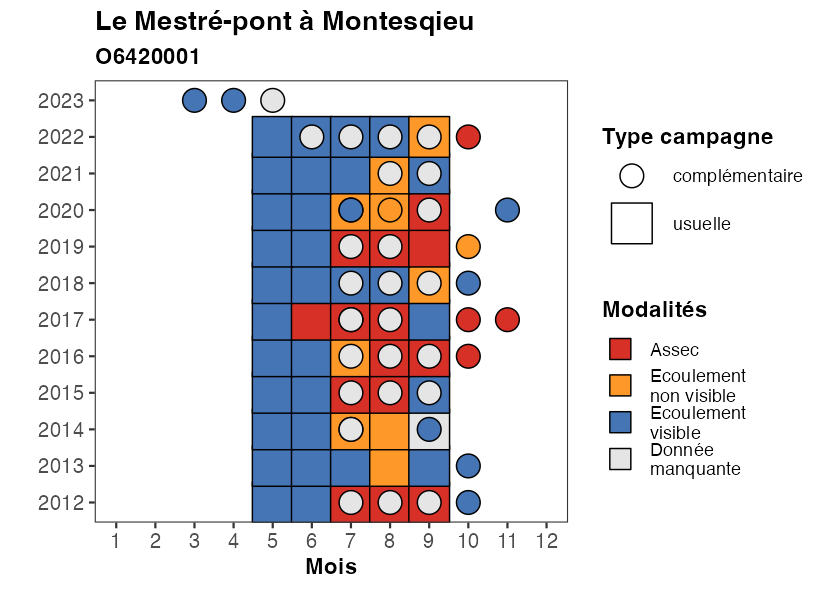 Le Mestré-pont à Montesqieu
O6420001
2023
2022
2021
2020
2019
2018
2017
2016
2015
2014
2013
2012
1 2 3 4 5 6 7 8 9 10 11 12
Mois
Type campagne
complémentaire
usuelle
Modalités
Assec
Ecoulement
non visible
Ecoulement
visible
Donnée
manquante